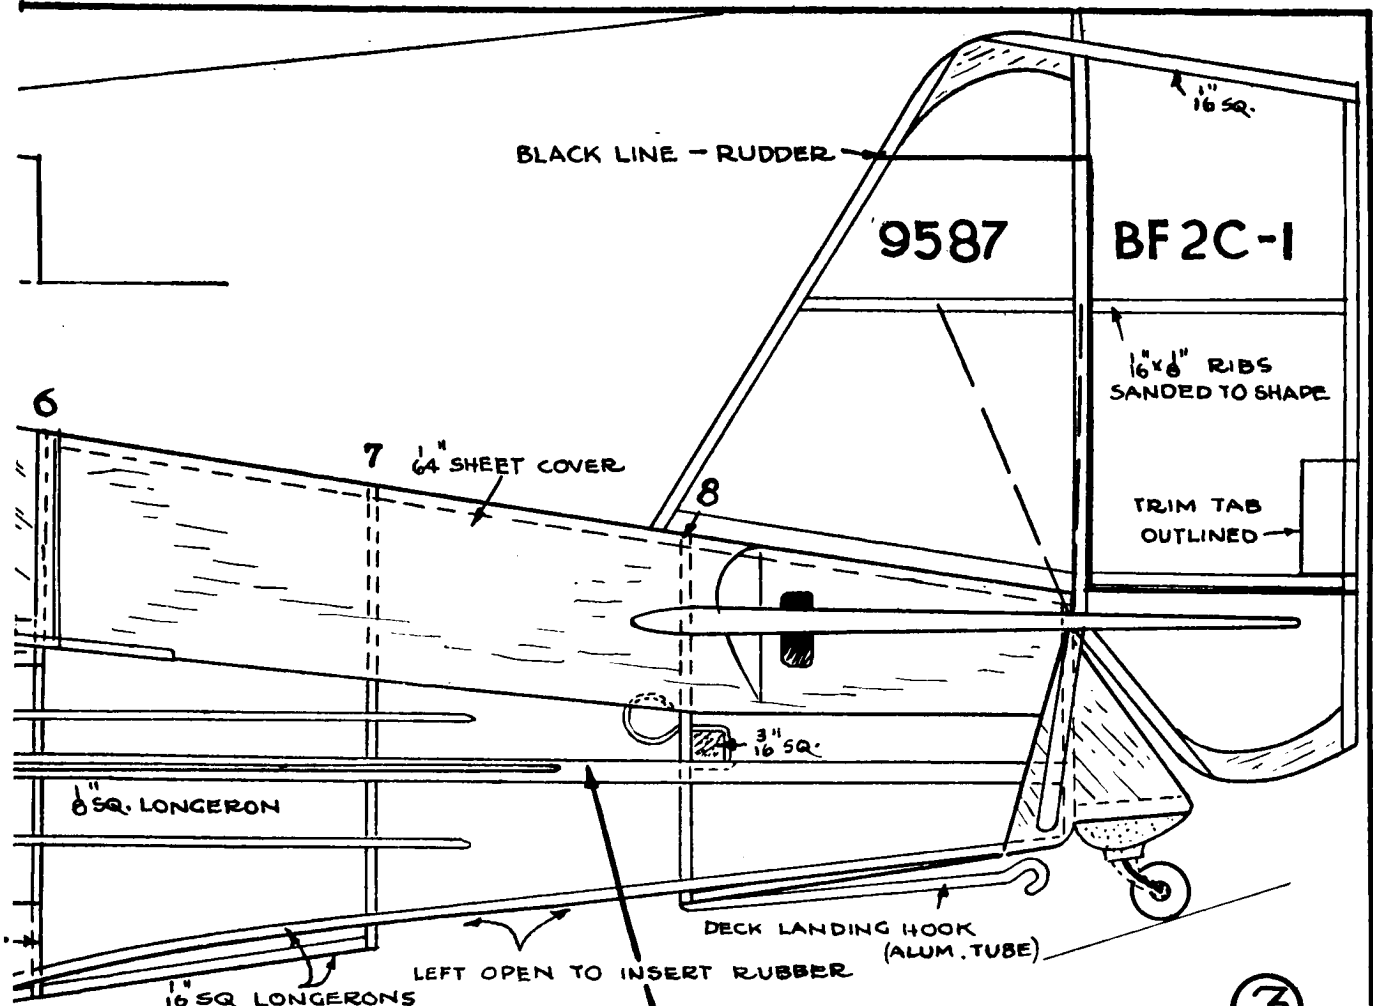 1/16" SQ.
BLACK LINE — RUDDER
9587
BF2C-1
1/16" x 1/8" RIBS
SANDED TO SHAPE
6
7
1/64" SHEET COVER
8
TRIM TAB
OUTLINED
3/16" SQ.
1/8" SQ. LONGERON
DECK LANDING HOOK
(ALUM. TUBE)
LEFT OPEN TO INSERT RUBBER
1/16" SQ LONGERONS
3